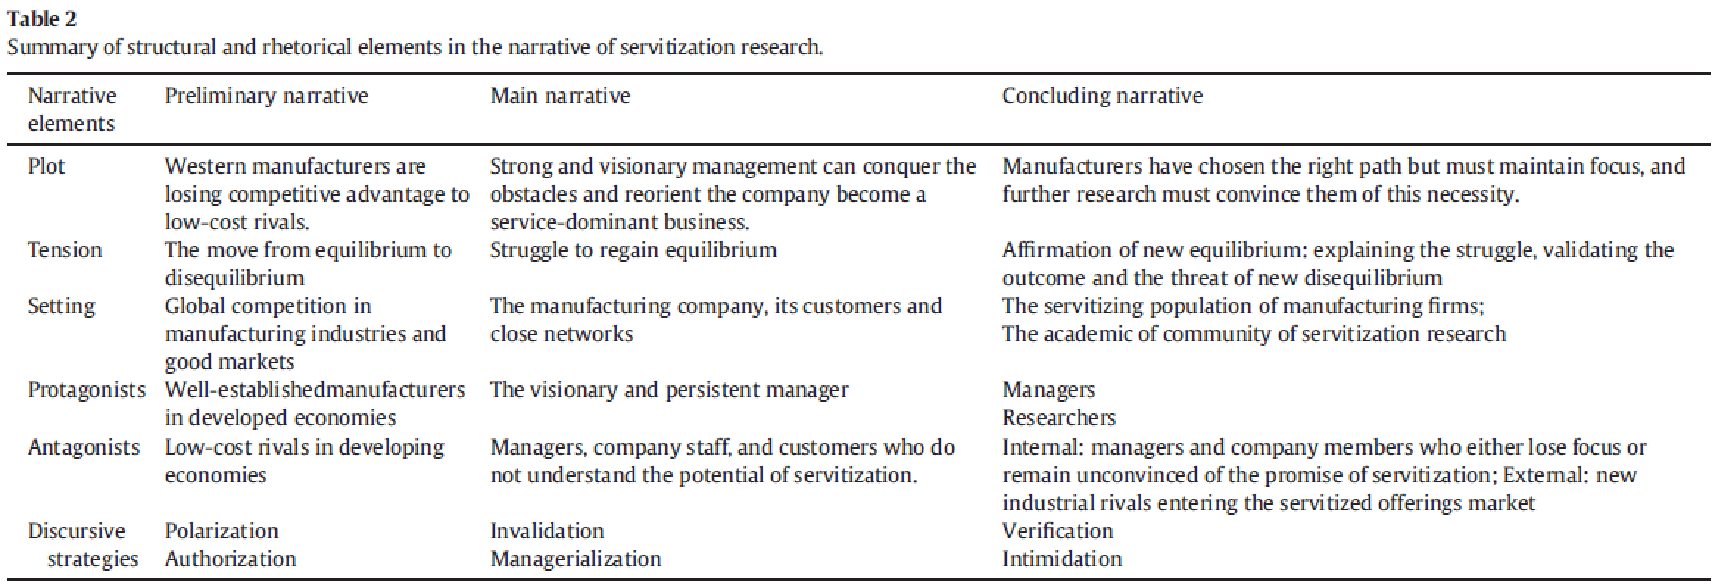 Table 2
Summary of structural and rhetorical elements in the narrative of servitization research.
Narrative elements Preliminary narrative Main narrative Concluding narrative
Plot Western manufacturers are losing competitive advantage to low-cost rivals. Strong and visionary management can conquer the obstacles and reorient the company become a service-dominant business. Manufacturers have chosen the right path but must maintain focus, and further research must convince them of this necessity.
Tension The move from equilibrium to disequilibrium Struggle to regain equilibrium Affirmation of new equilibrium: explaining the struggle, validating the outcome and the threat of new disequilibrium
Setting Global competition in manufacturing industries and good markets The manufacturing company, its customers and close networks The servitizing population of manufacturing firms; The academic of community of servitization research
Protagonists Well-establishedmanufacturers in developed economies The visionary and persistent manager Managers Researchers
Antagonists Low-cost rivals in developing economies Managers, company staff, and customers who do not understand the potential of servitization. Internal: managers and company members who either lose focus or remain unconvinced of the promise of servitization; External: new industrial rivals entering the servitized offerings market
Discursive strategies Polarization Authorization Invalidation Managerialization Verification Intimidation